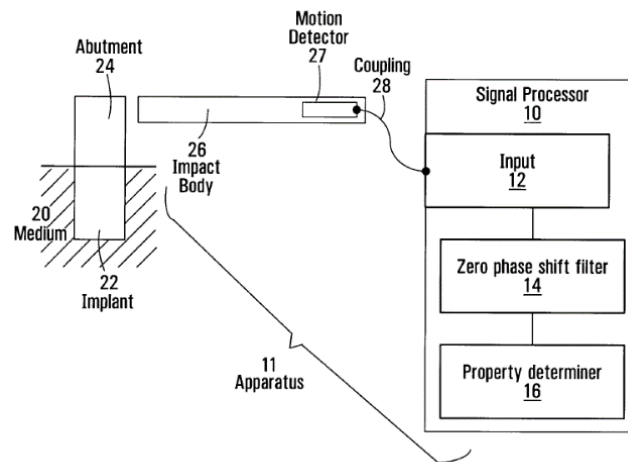 Motion
Detector
27
Abutment
24
Coupling
28
Signal Processor
10
26
Impact
Body
Input
12
20
Medium
22
Implant
Zero phase shift filter
14
11
Apparatus
Property determiner
16